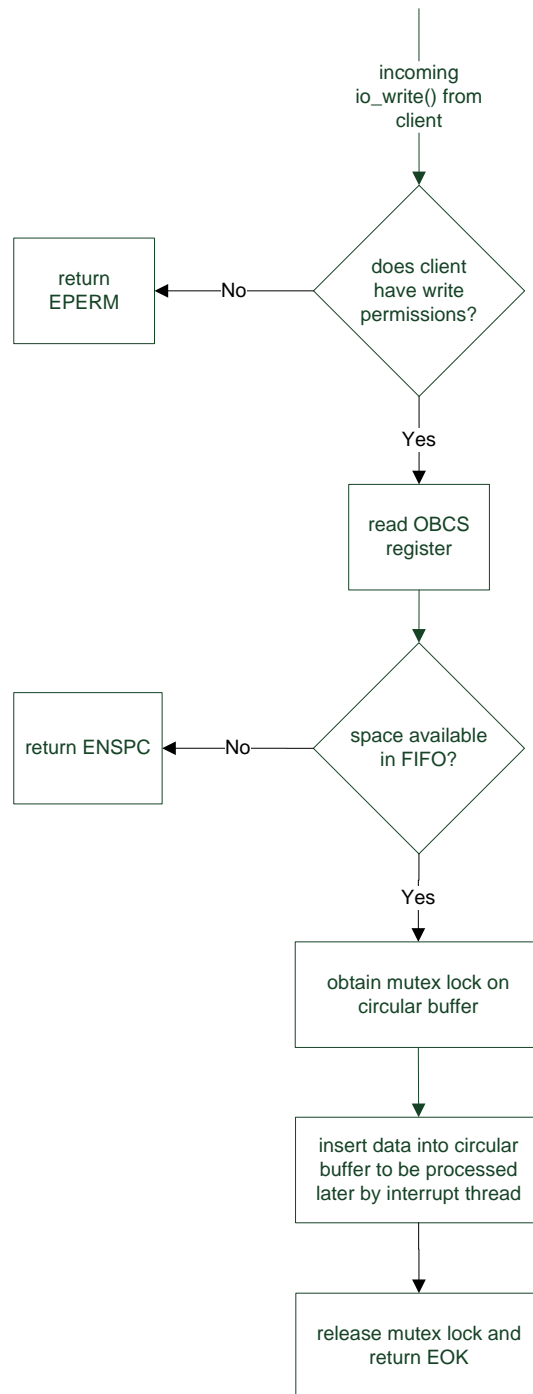 incoming
io_write() from
client
does client
have write
permissions?
No
return
EPERM
Yes
read OBCS
register
space available
in FIFO?
No
return ENSPC
Yes
obtain mutex lock on
circular buffer
insert data into circular
buffer to be processed
later by interrupt thread
release mutex lock and
return EOK